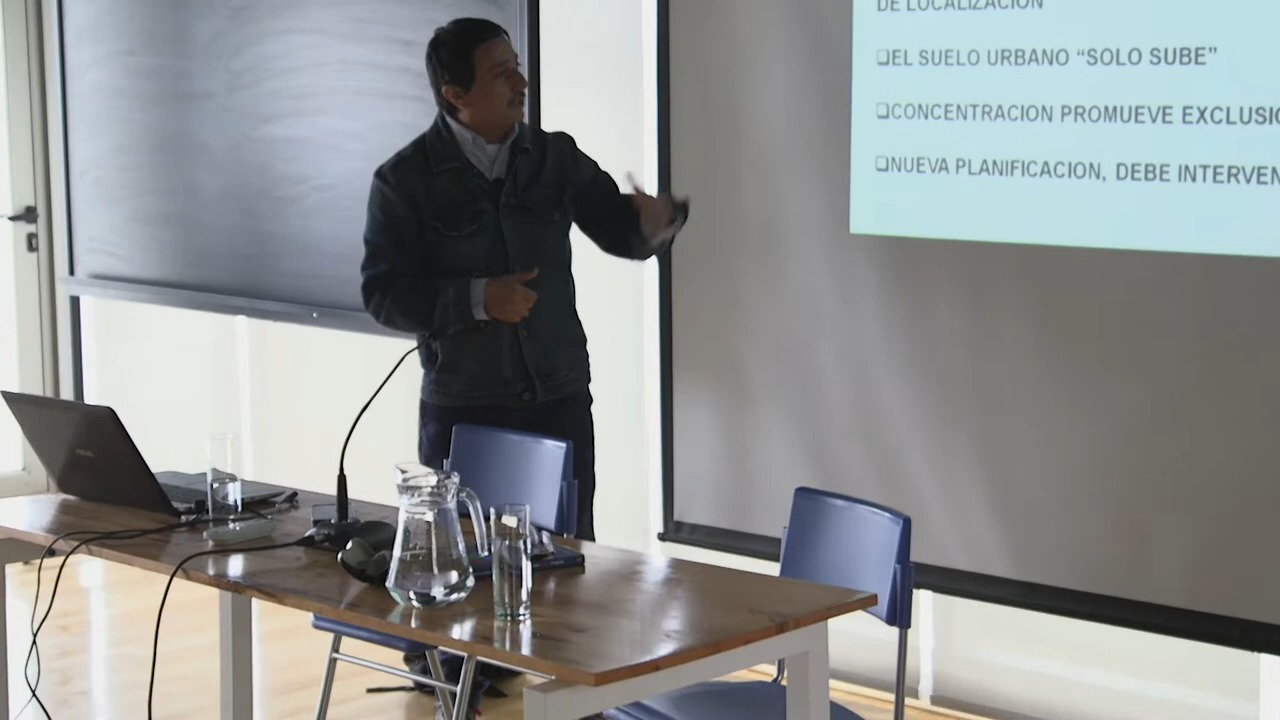 DE LOCALIZACION
❑EL SUELO URBANO “SOLO SUBE”
❑CONCENTRACION PROMUEVE
❑NUEVA PLANIFICACION, DEBE